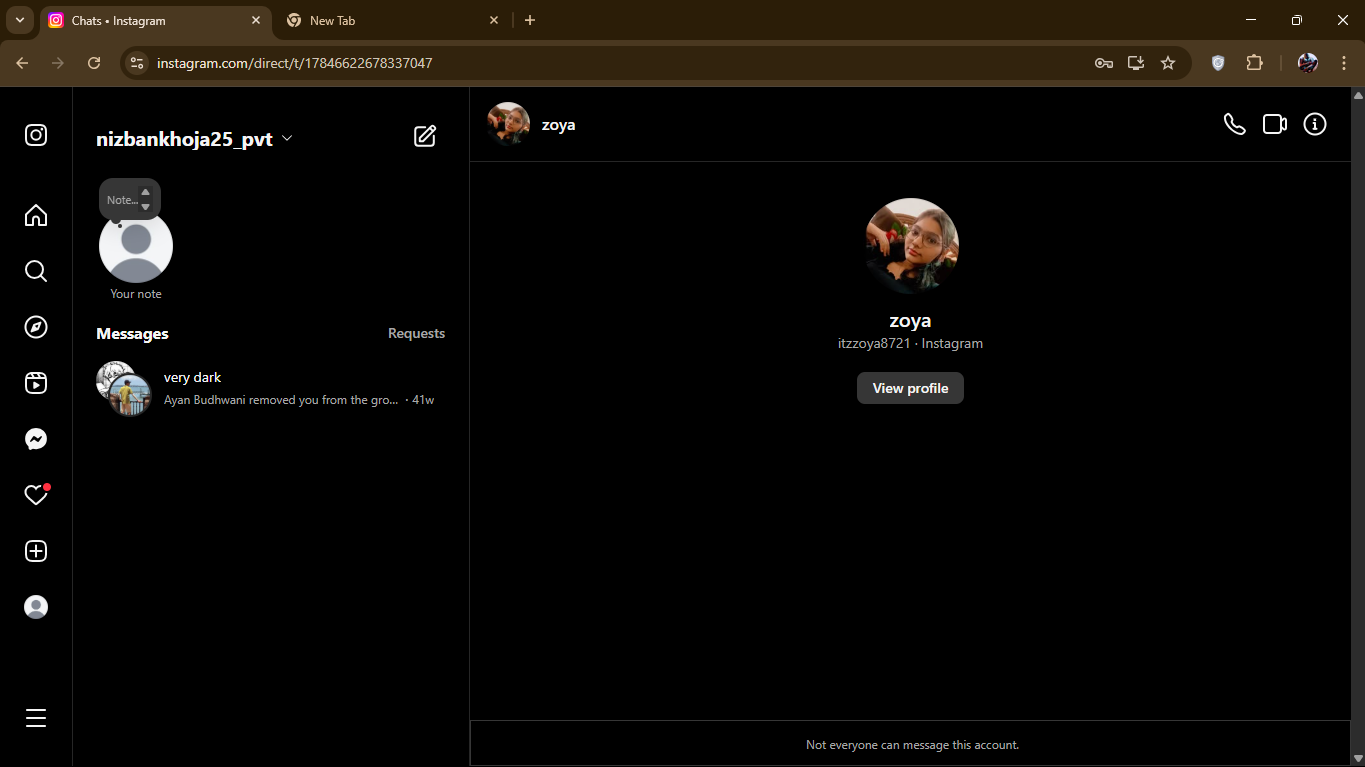 Chats • Instagram
New Tab
instagram.com/direct/t/17846622678337047
nizbankhoja25_pvt
Note...
Your note
Messages
Requests
very dark
Ayan Budhwani removed you from the gro... · 41w
zoya
zoya
itzzoya8721 · Instagram
View profile
Not everyone can message this account.